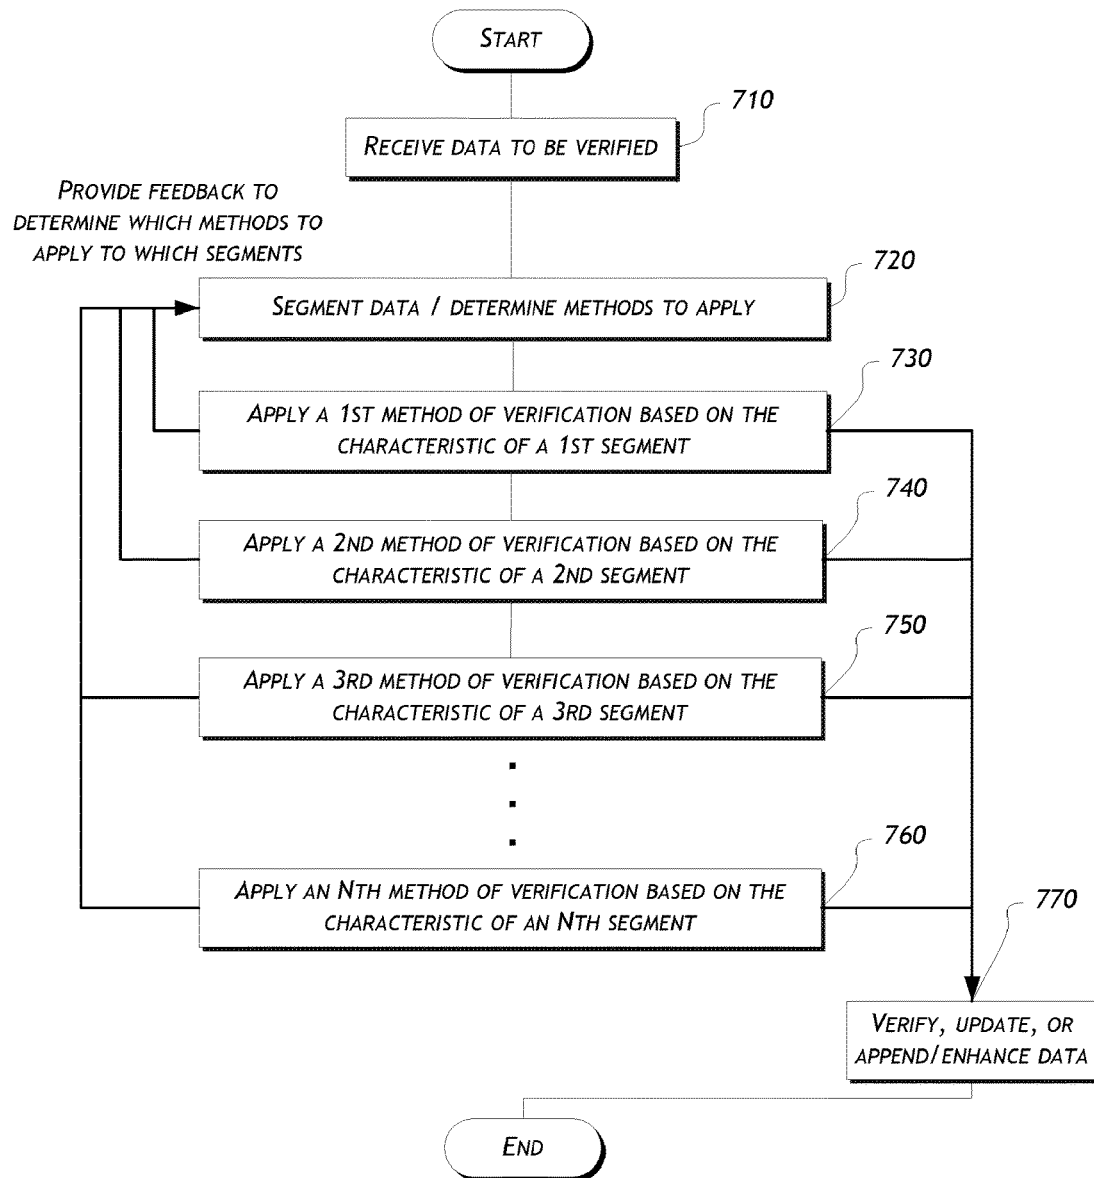 START
710
RECEIVE DATA TO BE VERIFIED
PROVIDE FEEDBACK TO
DETERMINE WHICH METHODS TO
APPLY TO WHICH SEGMENTS
720
SEGMENT DATA / DETERMINE METHODS TO APPLY
730
APPLY A 1ST METHOD OF VERIFICATION BASED ON THE
CHARACTERISTIC OF A 1ST SEGMENT
740
APPLY A 2ND METHOD OF VERIFICATION BASED ON THE
CHARACTERISTIC OF A 2ND SEGMENT
750
APPLY A 3RD METHOD OF VERIFICATION BASED ON THE
CHARACTERISTIC OF A 3RD SEGMENT
760
APPLY AN NTH METHOD OF VERIFICATION BASED ON THE
CHARACTERISTIC OF AN NTH SEGMENT
770
VERIFY, UPDATE, OR
APPEND/ENHANCE DATA
END